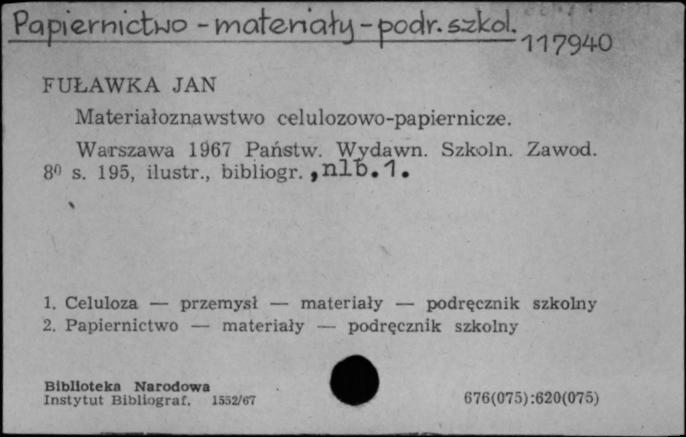 Papiernictwo - materiały - podr. szkol.
117940
FUŁAWKA JAN
Materiałoznawstwo celulozowo-papiernicze.
Warszawa 1967 Państw. Wydawn. Szkoln. Zawod.
8⁰ s. 195, ilustr., bibliogr. , nlb. 1.
1. Celuloza — przemysł — materiały — podręcznik szkolny
2. Papiernictwo — materiały — podręcznik szkolny
Biblioteka Narodowa
Instytut Bibliograf. 1552/67
676(075):620(075)